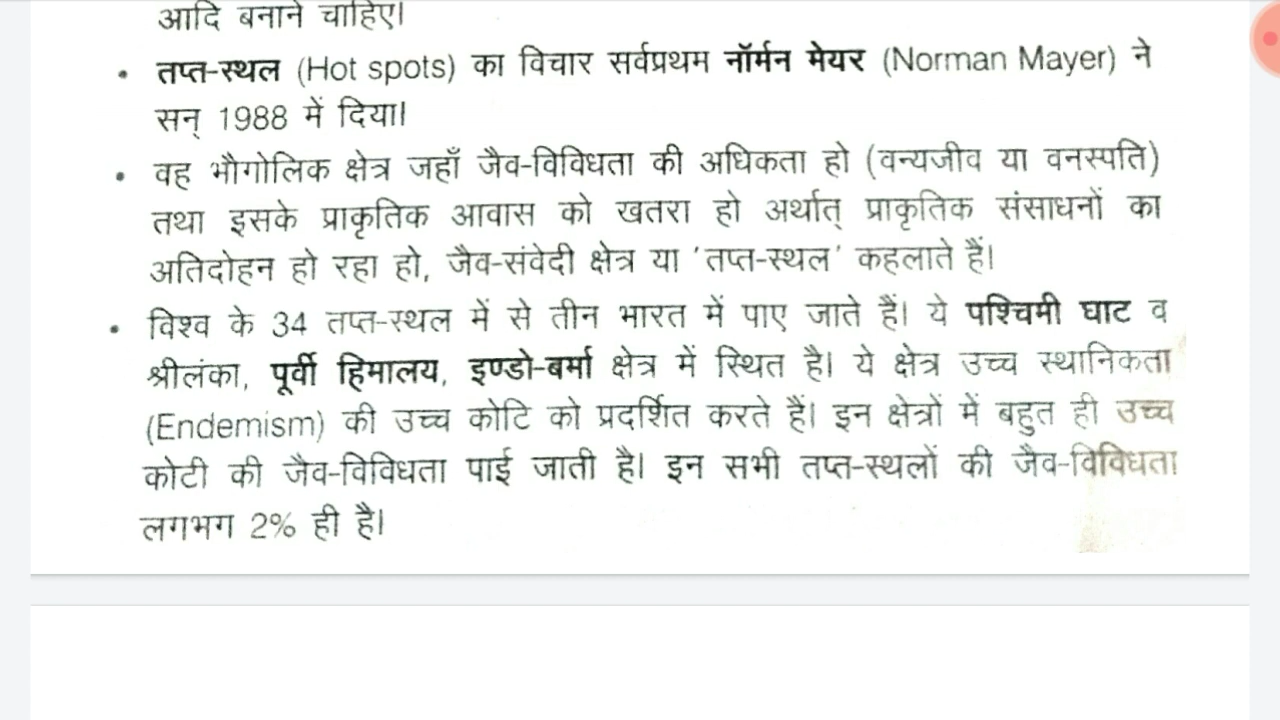 आदि बनाने चाहिए।
• तप्त-स्थल (Hot spots) का विचार सर्वप्रथम नॉर्मन मेयर (Norman Mayer) ने
सन् 1988 में दिया।
• वह भौगोलिक क्षेत्र जहाँ जैव-विविधता की अधिकता हो (वन्यजीव या वनस्पति)
तथा इसके प्राकृतिक आवास को खतरा हो अर्थात् प्राकृतिक संसाधनों का
अतिदोहन हो रहा हो, जैव-संवेदी क्षेत्र या 'तप्त-स्थल' कहलाते हैं।
• विश्व के 34 तप्त-स्थल में से तीन भारत में पाए जाते हैं। ये पश्चिमी घाट व
श्रीलंका, पूर्वी हिमालय, इण्डो-बर्मा क्षेत्र में स्थित है। ये क्षेत्र उच्च स्थानिकता
(Endemism) की उच्च कोटि को प्रदर्शित करते हैं। इन क्षेत्रों में बहुत ही उच्च
कोटी की जैव-विविधता पाई जाती है। इन सभी तप्त-स्थलों की जैव-विविधता
लगभग 2% ही है।